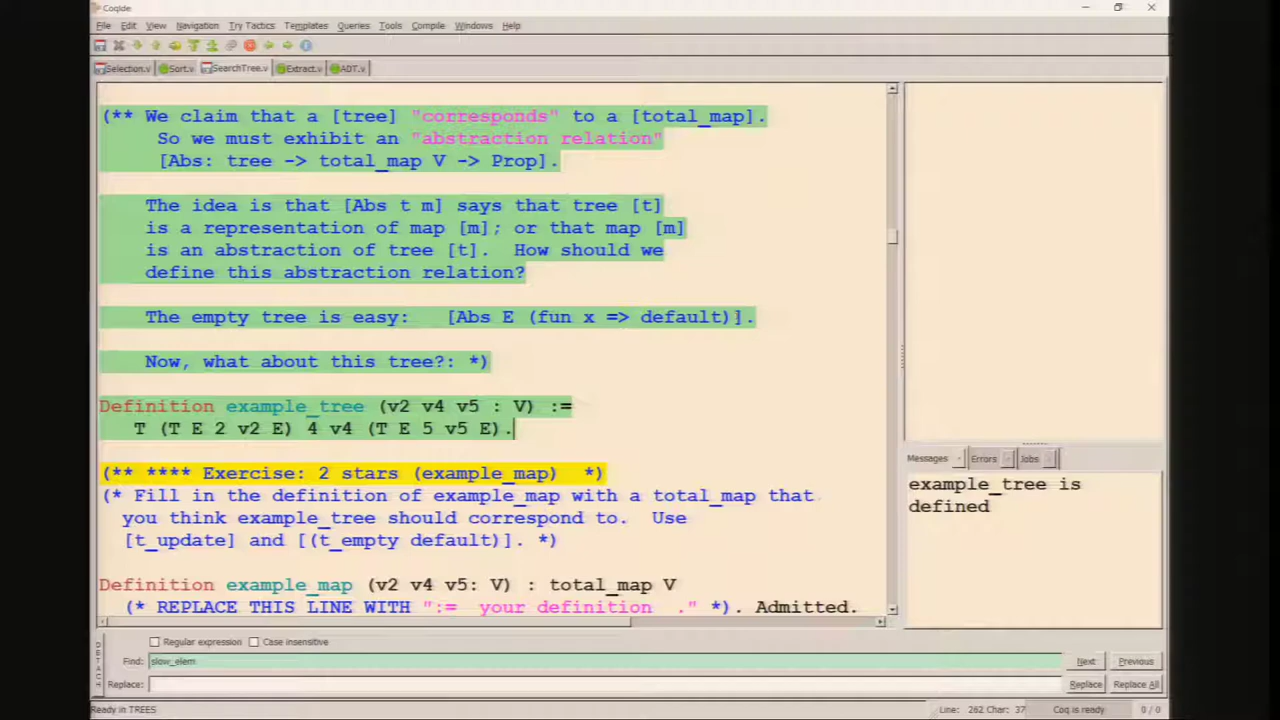 CoqIde
File Edit View Navigation Try Tactics Templates Queries Tools Compile Windows Help
Selection.v Sort.v SearchTree.v Extract.v ADT.v
(** We claim that a [tree] "corresponds" to a [total_map].
So we must exhibit an "abstraction relation"
[Abs: tree -> total_map V -> Prop].
The idea is that [Abs t m] says that tree [t]
is a representation of map [m]; or that map [m]
is an abstraction of tree [t]. How should we
define this abstraction relation?
The empty tree is easy: [Abs E (fun x => default)].
Now, what about this tree?: *)
Definition example_tree (v2 v4 v5 : V) :=
T (T E 2 v2 E) 4 v4 (T E 5 v5 E).
(** **** Exercise: 2 stars (example_map) *)
(* Fill in the definition of example_map with a total_map that
you think example_tree should correspond to. Use
[t_update] and [(t_empty default)]. *)
Definition example_map (v2 v4 v5: V) : total_map V
(* REPLACE THIS LINE WITH ":= your definition ." *). Admitted.
Messages Errors Jobs
example_tree is
defined
DETACH
Regular expression Case insensitive
Find: slow_elem Next Previous
Replace: Replace Replace All
Ready in TREES Line: 262 Char: 37 Coq is ready 0 / 0